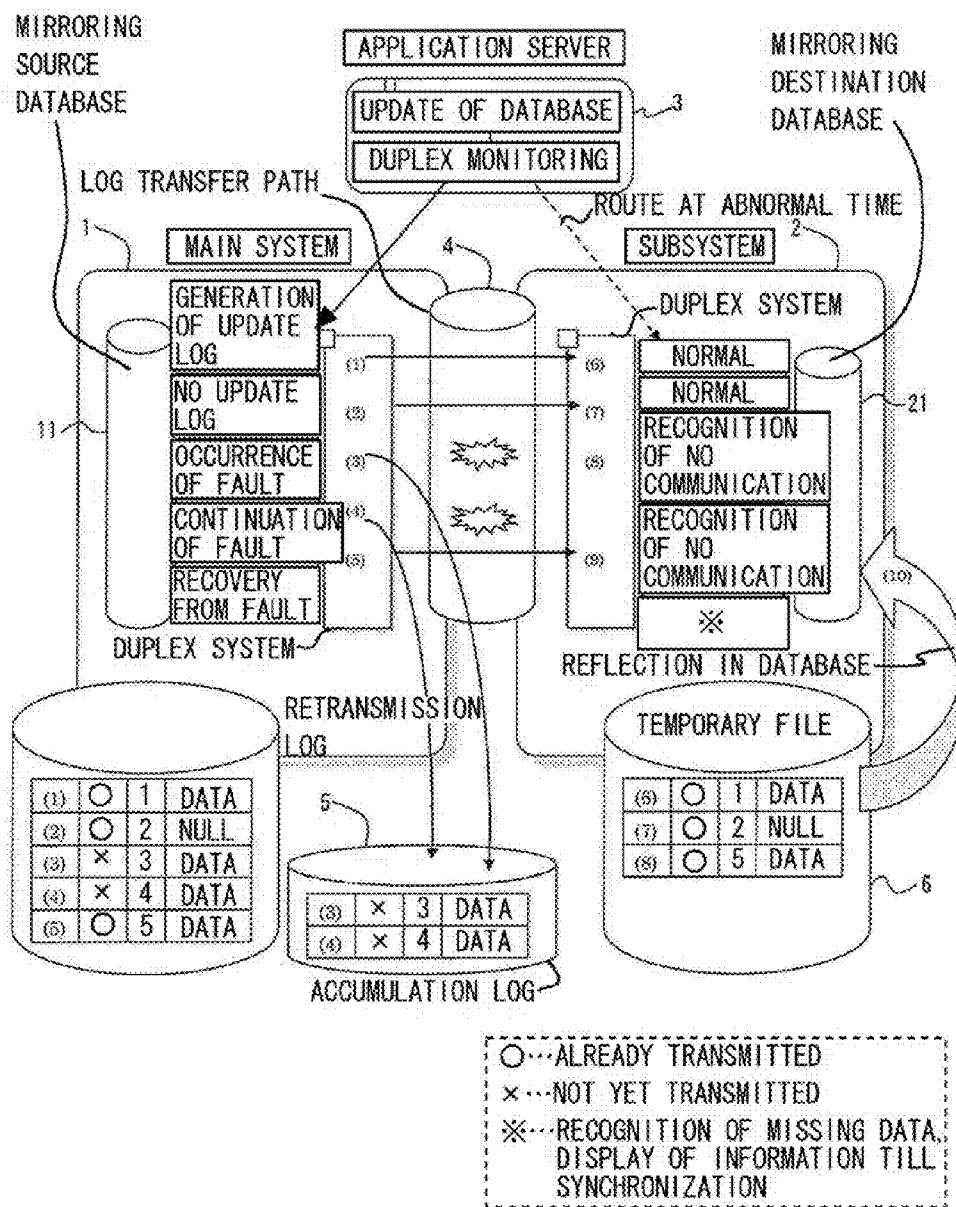 MIRRORING
SOURCE
DATABASE
APPLICATION SERVER
MIRRORING
DESTINATION
DATABASE
UPDATE OF DATABASE
3
DUPLEX MONITORING
LOG TRANSFER PATH
ROUTE AT ABNORMAL TIME
1
MAIN SYSTEM
4
SUBSYSTEM
2
GENERATION
OF UPDATE
LOG
DUPLEX SYSTEM
(1)
(6)
NORMAL
NO UPDATE
LOG
(2)
(7)
NORMAL
11
21
OCCURRENCE
OF FAULT
(3)
(8)
RECOGNITION
OF NO
COMMUNICATION
CONTINUATION
OF FAULT
(4)
RECOGNITION
OF NO
COMMUNICATION
(5)
(9)
(10)
RECOVERY
FROM FAULT
※
DUPLEX SYSTEM
REFLECTION IN DATABASE
RETRANSMISSION
LOG
TEMPORARY FILE
(1) ○ 1 DATA
(2) ○ 2 NULL
(3) × 3 DATA
(4) × 4 DATA
(5) ○ 5 DATA
5
(3) × 3 DATA
(4) × 4 DATA
ACCUMULATION LOG
(6) ○ 1 DATA
(7) ○ 2 NULL
(8) ○ 5 DATA
6
○···ALREADY TRANSMITTED
×···NOT YET TRANSMITTED
※···RECOGNITION OF MISSING DATA,
DISPLAY OF INFORMATION TILL
SYNCHRONIZATION